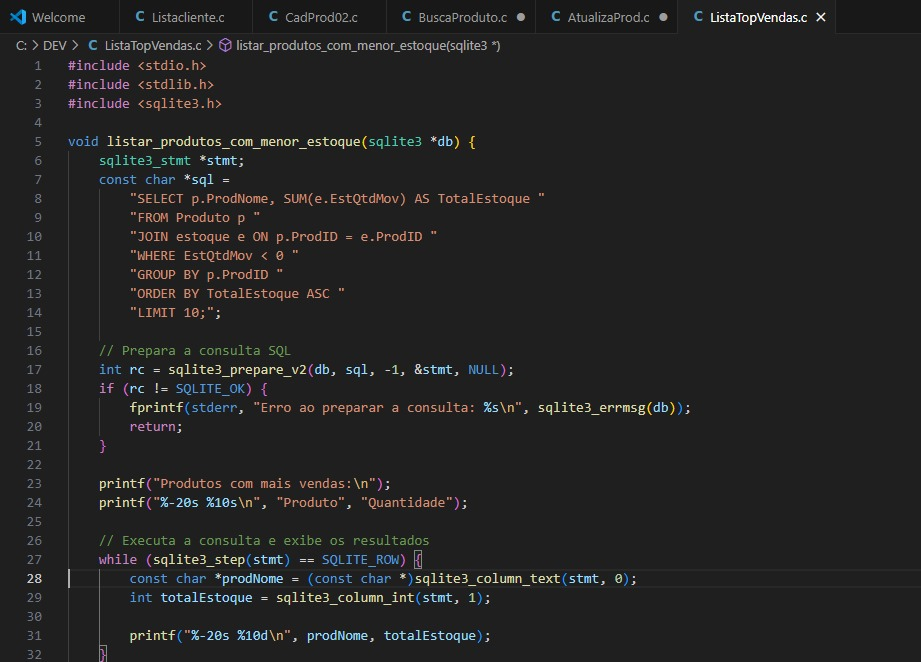 Welcome C Listacliente.c C CadProd02.c C BuscaProduto.c C AtualizaProd.c C ListaTopVendas.c
C: > DEV > C ListaTopVendas.c > listar_produtos_com_menor_estoque(sqlite3 *)
1 #include <stdio.h>
2 #include <stdlib.h>
3 #include <sqlite3.h>
4
5 void listar_produtos_com_menor_estoque(sqlite3 *db) {
6 sqlite3_stmt *stmt;
7 const char *sql =
8 "SELECT p.ProdNome, SUM(e.EstQtdMov) AS TotalEstoque "
9 "FROM Produto p "
10 "JOIN estoque e ON p.ProdID = e.ProdID "
11 "WHERE EstQtdMov < 0 "
12 "GROUP BY p.ProdID "
13 "ORDER BY TotalEstoque ASC "
14 "LIMIT 10;";
15
16 // Prepara a consulta SQL
17 int rc = sqlite3_prepare_v2(db, sql, -1, &stmt, NULL);
18 if (rc != SQLITE_OK) {
19 fprintf(stderr, "Erro ao preparar a consulta: %s\n", sqlite3_errmsg(db));
20 return;
21 }
22
23 printf("Produtos com mais vendas:\n");
24 printf("%-20s %10s\n", "Produto", "Quantidade");
25
26 // Executa a consulta e exibe os resultados
27 while (sqlite3_step(stmt) == SQLITE_ROW) {
28 const char *prodNome = (const char *)sqlite3_column_text(stmt, 0);
29 int totalEstoque = sqlite3_column_int(stmt, 1);
30
31 printf("%-20s %10d\n", prodNome, totalEstoque);
32 }